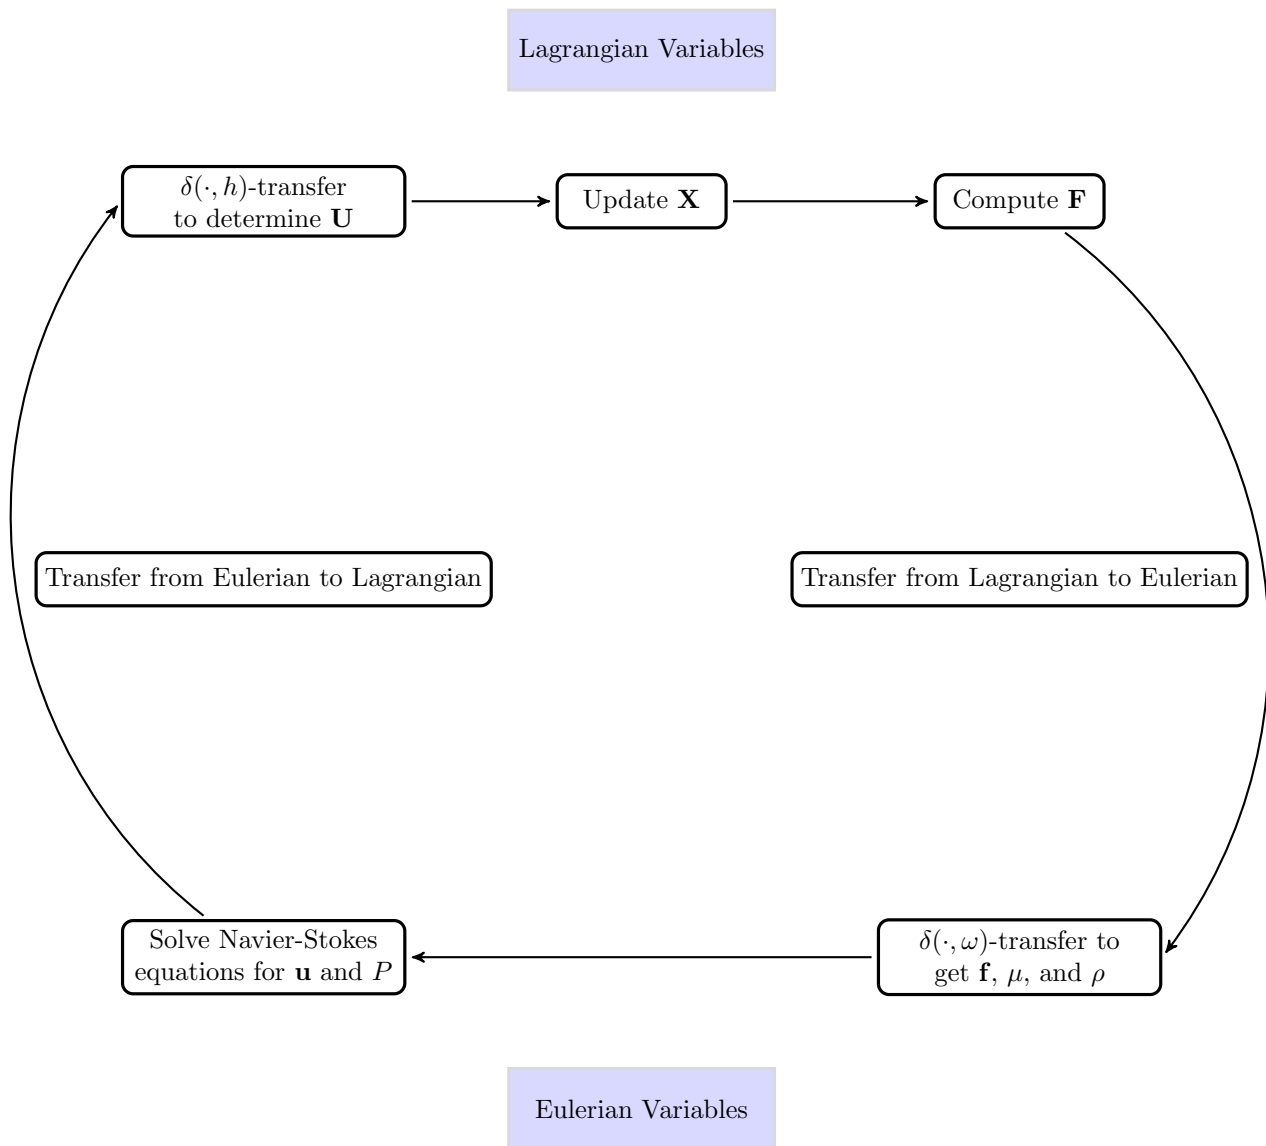 Lagrangian Variables
δ(·, h)-transfer
to determine U
Update X
Compute F
Transfer from Eulerian to Lagrangian
Transfer from Lagrangian to Eulerian
Solve Navier-Stokes
equations for u and P
δ(·, ω)-transfer to
get f, μ, and ρ
Eulerian Variables